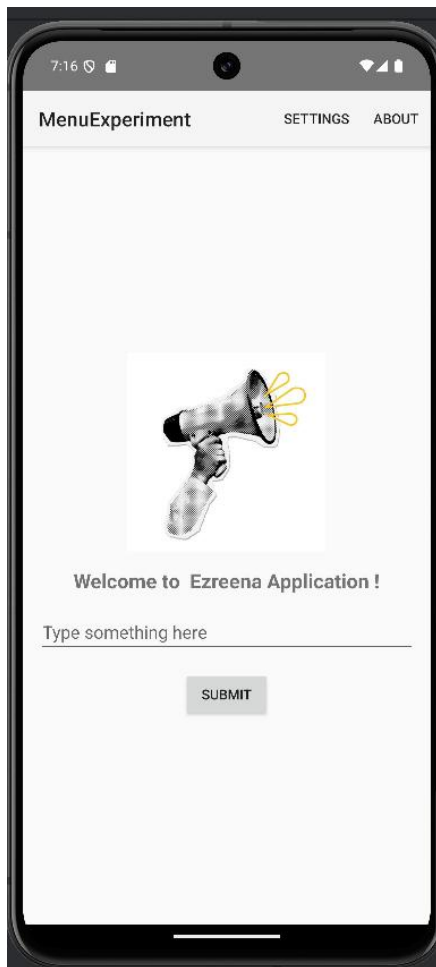 7:16
MenuExperiment SETTINGS ABOUT
Welcome to  Ezreena Application !
Type something here
SUBMIT